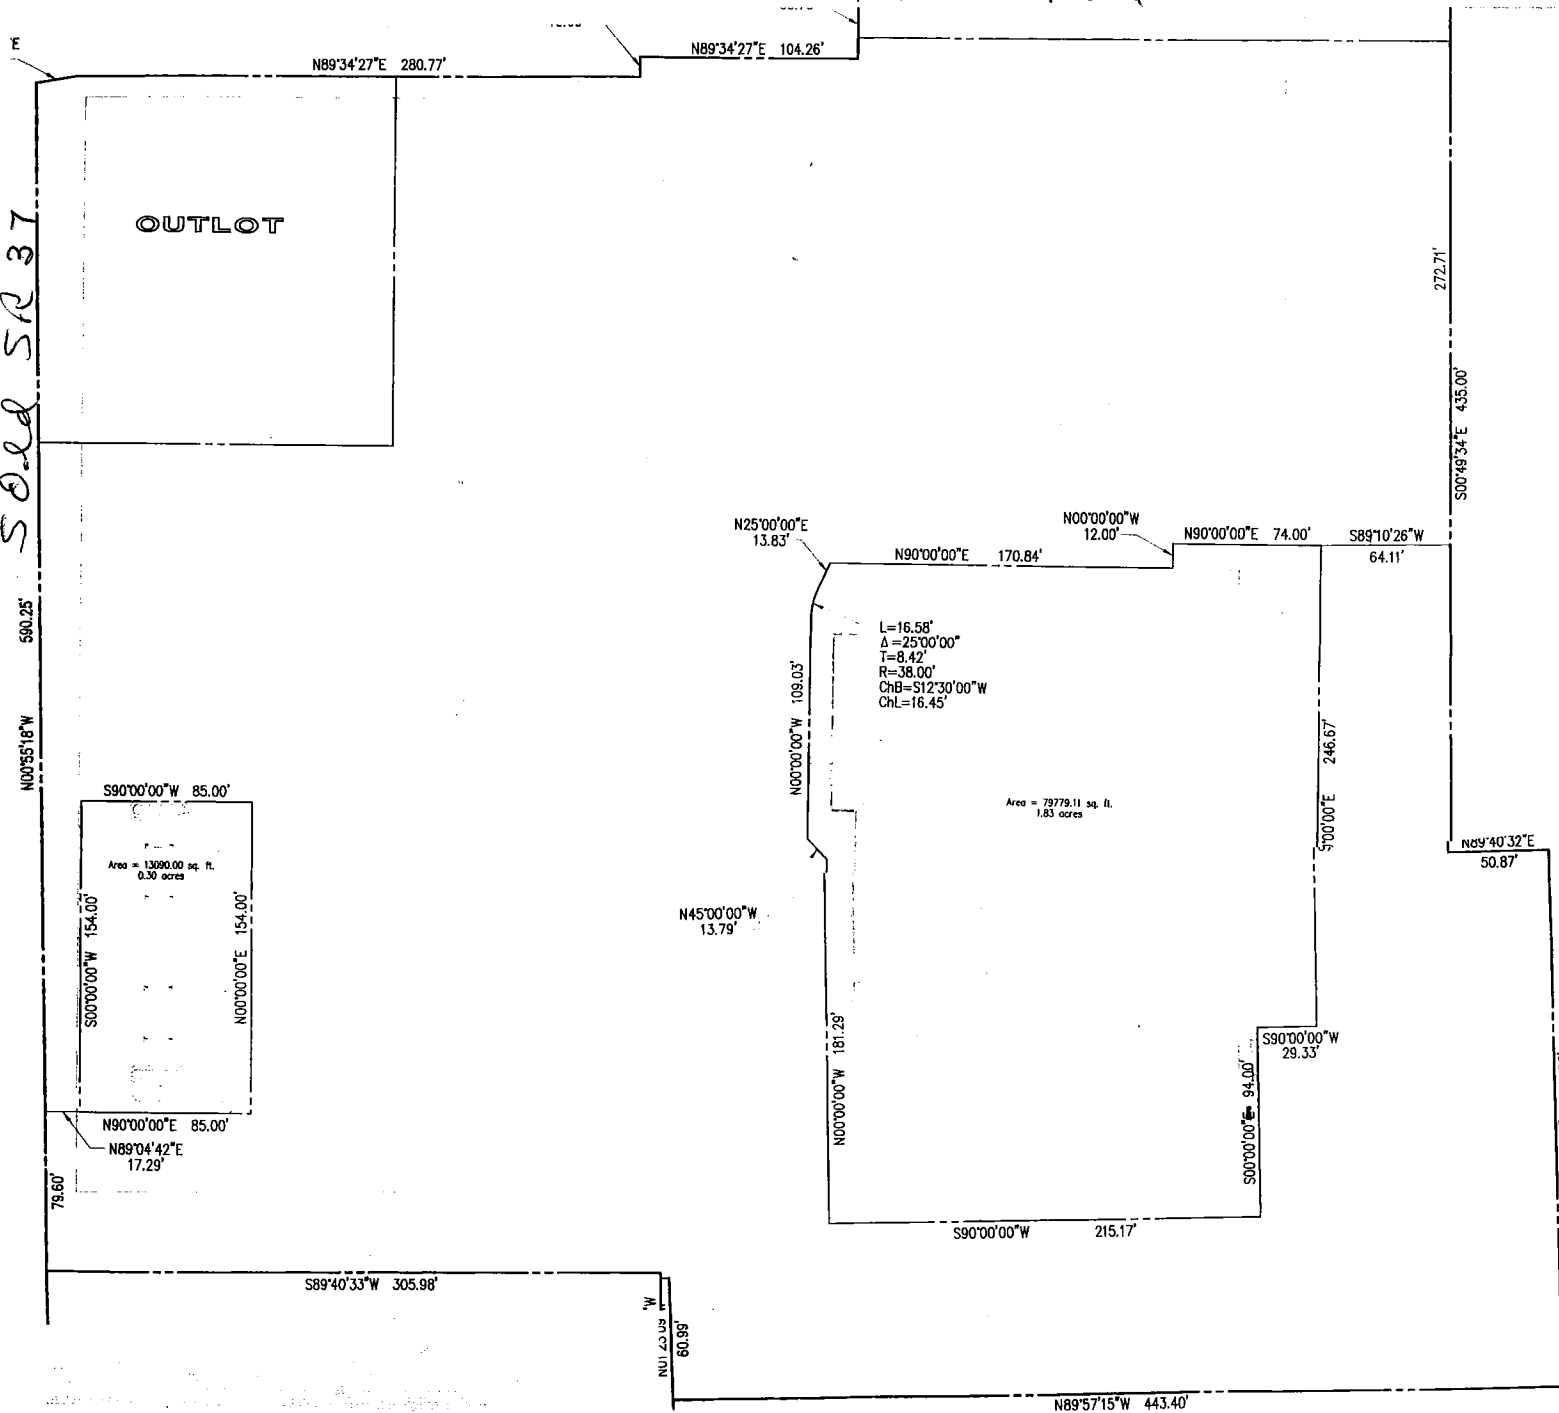 'E
N89°34'27"E 280.77'
N89°34'27"E 104.26'
OUTLOT
S Old SR 37
272.71'
S00°49'34"E 435.00'
N25°00'00"E
13.83'
N90°00'00"E 170.84'
N00°00'00"W
12.00'
N90°00'00"E 74.00'
S89°10'26"W
64.11'
L=16.58'
Δ=25°00'00"
T=8.42'
R=38.00'
ChB=S12°30'00"W
ChL=16.45'
N00°00'00"W 109.03'
590.25'
N00°55'18"W
S90°00'00"W 85.00'
Area = 13090.00 sq. ft.
0.30 acres
S00°00'00"W 154.00'
N00°00'00"E 154.00'
N90°00'00"E 85.00'
N89°04'42"E
17.29'
79.60'
Area = 79779.11 sq. ft.
1.83 acres
246.67'
°00'00"E
N89°40'32"E
50.87'
N45°00'00"W
13.79'
N00°00'00"W 181.29'
S90°00'00"W
29.33'
S00°00'00"E 94.00'
S90°00'00"W 215.17'
S89°40'33"W 305.98'
"W
60.99'
N89°57'15"W 443.40'